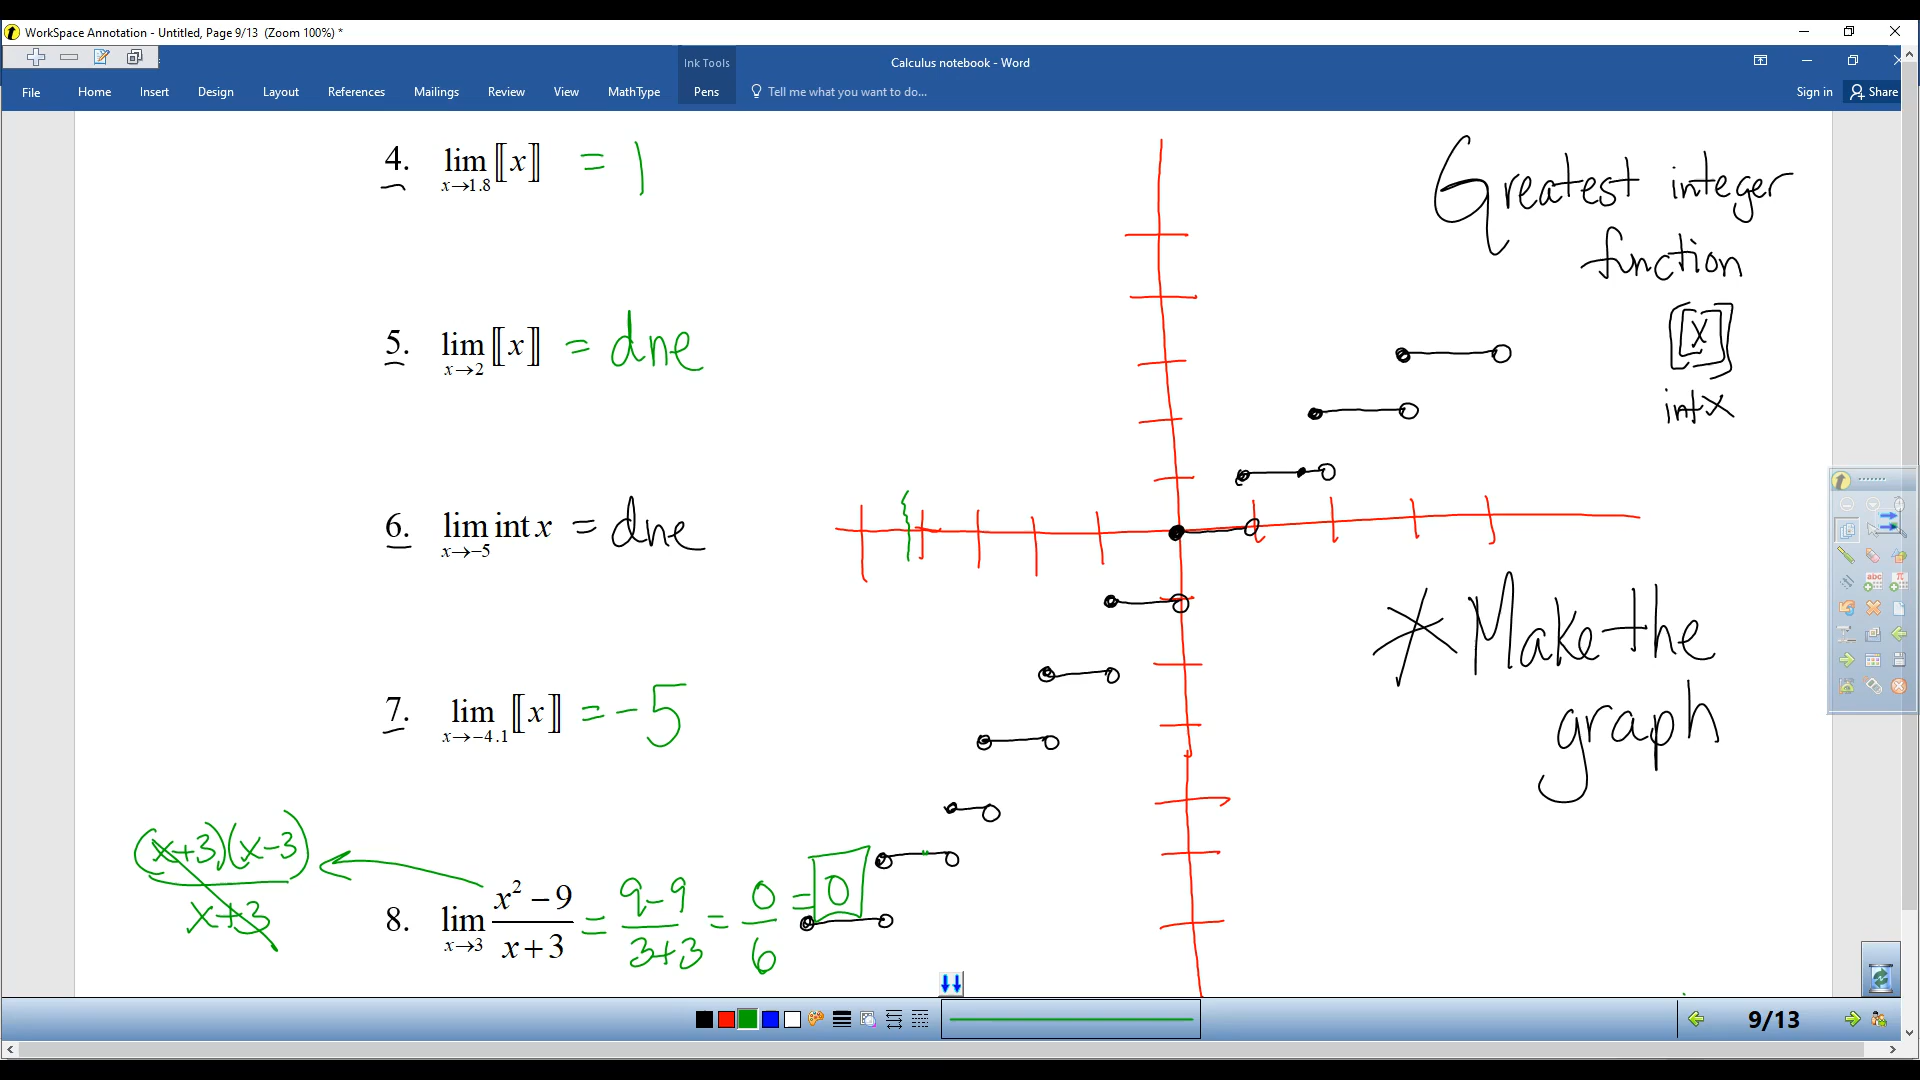 WorkSpace Annotation - Untitled, Page 9/13 (Zoom 100%) *
Ink Tools
Calculus notebook - Word
File Home Insert Design Layout References Mailings Review View MathType Pens Tell me what you want to do... Sign in Share
4. lim x→1.8 ⟦x⟧ = 1
Greatest integer
function
[[x]]
int x
5. lim x→2 ⟦x⟧ = dne
6. lim x→-5 int x = dne
* Make the
graph
7. lim x→-4.1 ⟦x⟧ = -5
(x+3)(x-3)
x+3
8. lim x→3 x² - 9 / x + 3 = 9-9 / 3+3 = 0 / 6 = 0
9/13